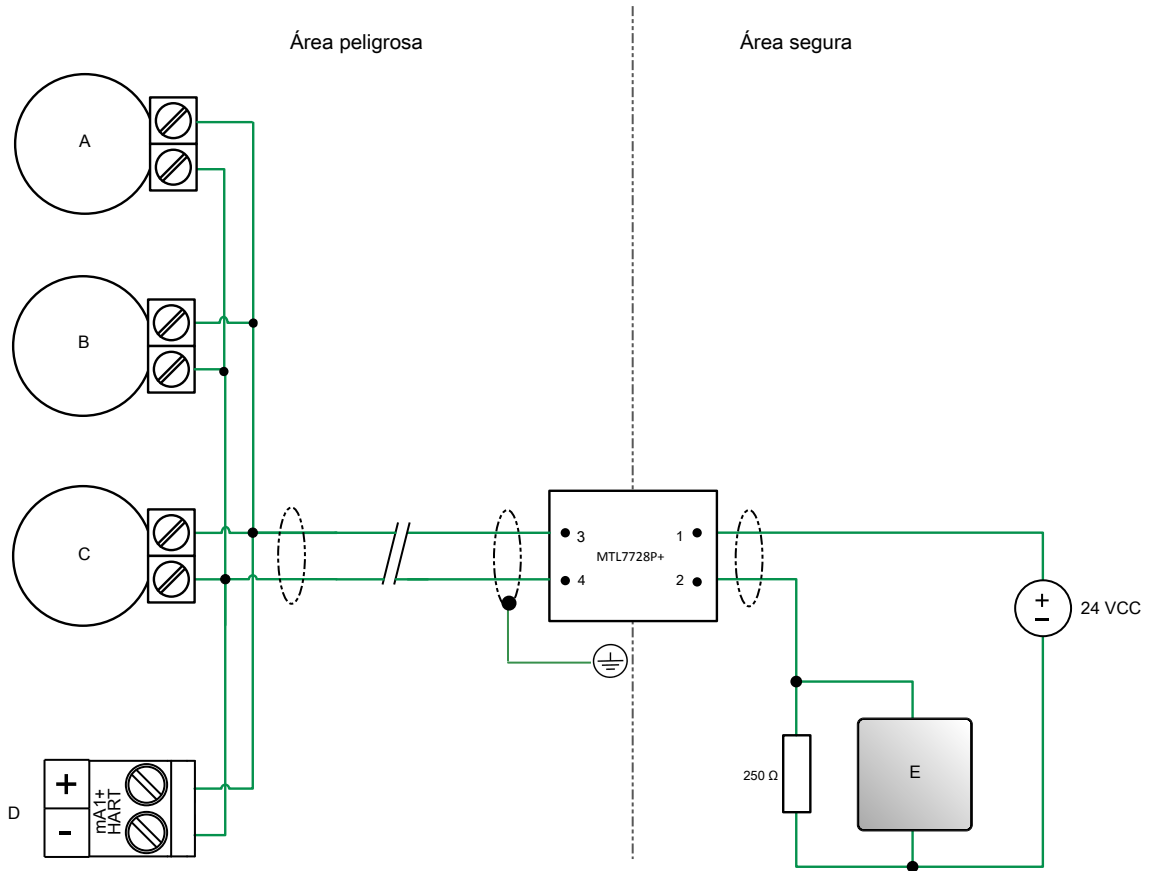 Área peligrosa
Área segura
A
B
C
3
4
MTL7728P+
1
2
+
-
24 VCC
250 Ω
E
D
+
-
mA1+
HART